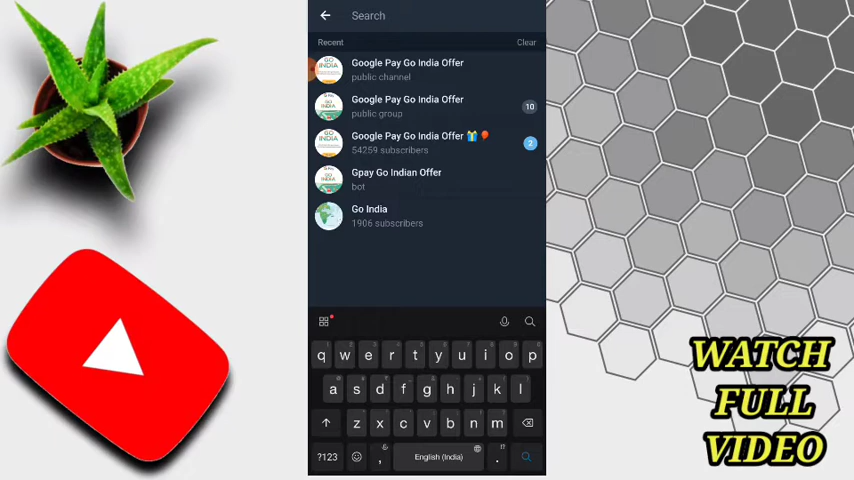 Search
Recent Clear
Google Pay Go India Offer
public channel
Google Pay Go India Offer
public group
10
Google Pay Go India Offer 🎁🎈
54259 subscribers
2
Gpay Go Indian Offer
bot
Go India
1906 subscribers
q w e r t y u i o p
a s d f g h j k l
z x c v b n m
?123 , English (India) .
WATCH
FULL
VIDEO